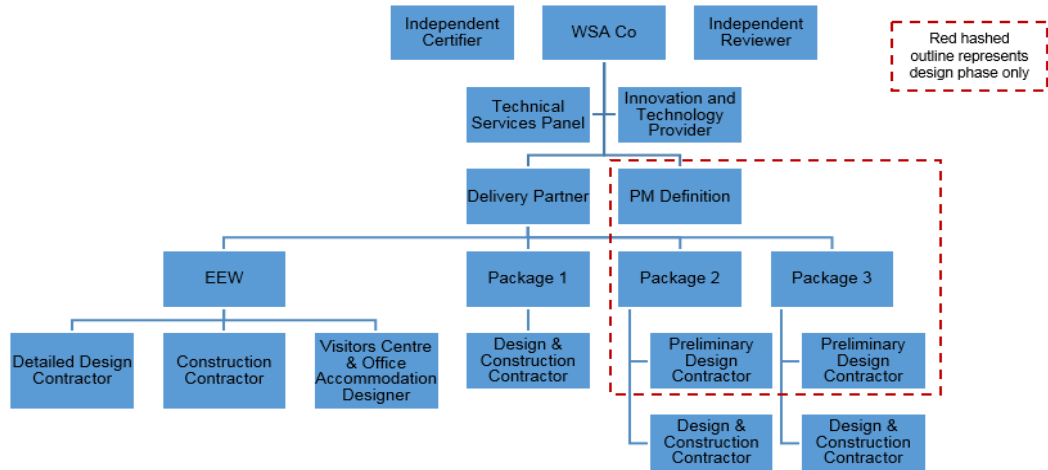 Independent
Certifier
WSA Co
Independent
Reviewer
Red hashed
outline represents
design phase only
Technical
Services Panel
Innovation and
Technology
Provider
Delivery Partner
PM Definition
EEW
Package 1
Package 2
Package 3
Detailed Design
Contractor
Construction
Contractor
Visitors Centre
& Office
Accommodation
Designer
Design &
Construction
Contractor
Preliminary
Design
Contractor
Preliminary
Design
Contractor
Design &
Construction
Contractor
Design &
Construction
Contractor